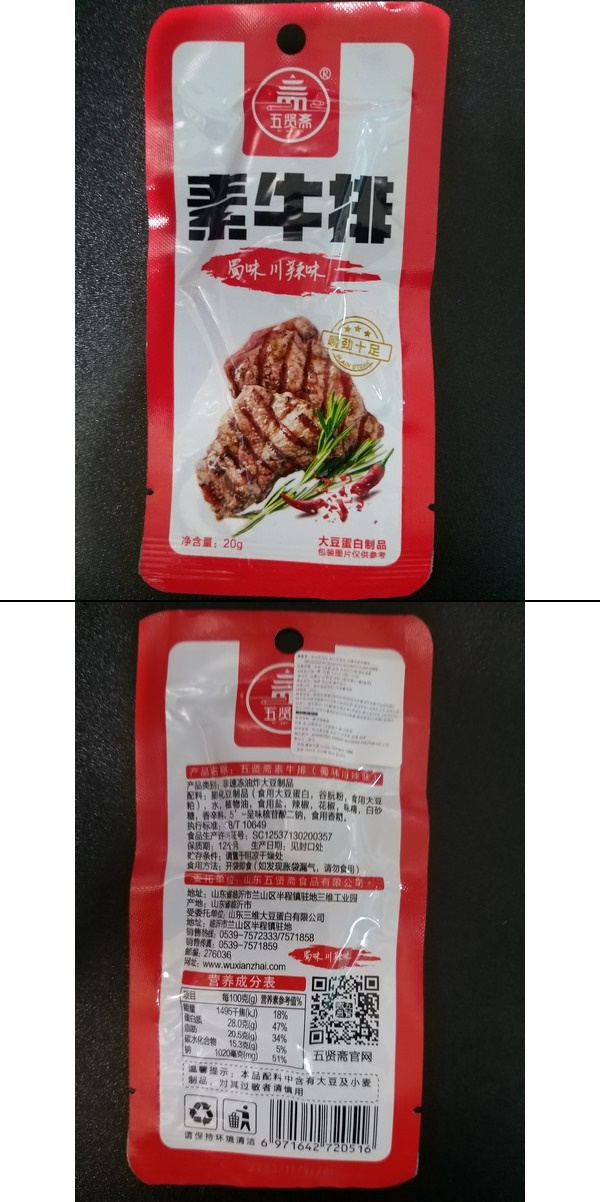 五贤斋
®
素牛排
蜀味川辣味
十足
净含量：20g
大豆蛋白制品
包装图片仅供参考
产品名称：五贤斋素牛排（蜀味川辣味）
产品类别：非速冻油炸大豆制品
配料：膨化豆制品（食用大豆蛋白，谷朊粉，食用大豆
粕），水，植物油，食用盐，辣椒，花椒，味精，白砂
糖，香辛料，5'-呈味核苷酸二钠，食用香精。
执行标准：GB/T 10649
食品生产许可证号：SC12537130200357
保质期：12个月 生产日期：见封口处
贮存条件：请置于阴凉干燥处
食用方法：开袋即食（如发现胀袋漏气，请勿食用）
委托单位：山东五贤斋食品有限公司
地址：山东省临沂市兰山区半程镇驻地三维工业园
产地：山东省临沂市
受委托单位：山东三维大豆蛋白有限公司
地址：临沂市兰山区半程镇驻地
销售热线：0539-7572333/7571858
销售传真：0539-7571859
邮编：276036
网址：www.wuxianzhai.com
蜀味川辣味
营养成分表
项目 每100克(g) 营养素参考值%
能量 1495千焦(kJ) 18%
蛋白质 28.0克(g) 47%
脂肪 20.5克(g) 34%
碳水化合物 15.3克(g) 5%
钠 1020毫克(mg) 51%
五贤斋官网
温馨提示：本品配料中含有大豆及小麦
制品，对其过敏者请慎用
请保持环境清洁
6 971642 720516